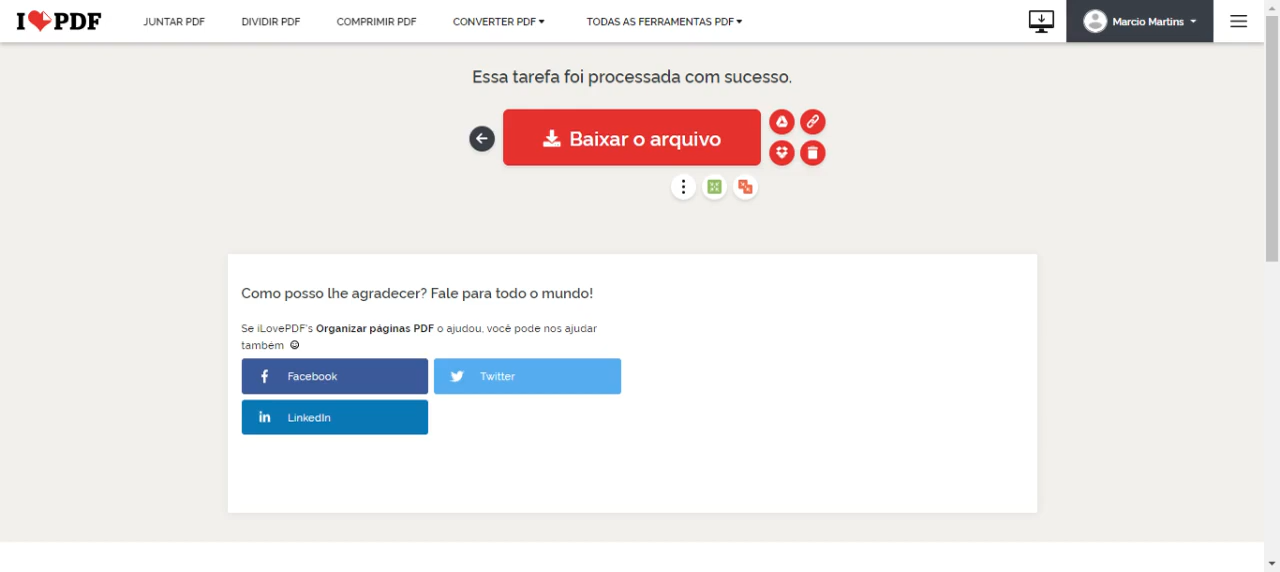 I PDF
JUNTAR PDF
DIVIDIR PDF
COMPRIMIR PDF
CONVERTER PDF
TODAS AS FERRAMENTAS PDF
Marcio Martins
Essa tarefa foi processada com sucesso.
Baixar o arquivo
Como posso lhe agradecer? Fale para todo o mundo!
Se iLovePDF's Organizar páginas PDF o ajudou, você pode nos ajudar
também
Facebook
Twitter
LinkedIn